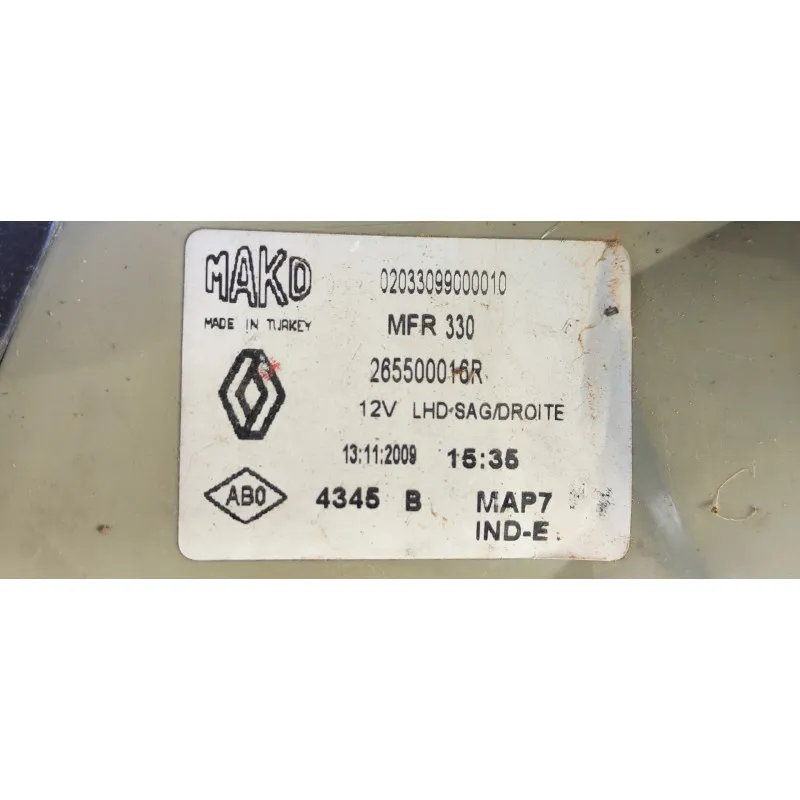 MAKO
02033099000010
MADE IN TURKEY
MFR 330
265500016R
12V LHD-SAG/DROITE
13:11:2009 15:35
ABO
4345 B MAP7
IND-E